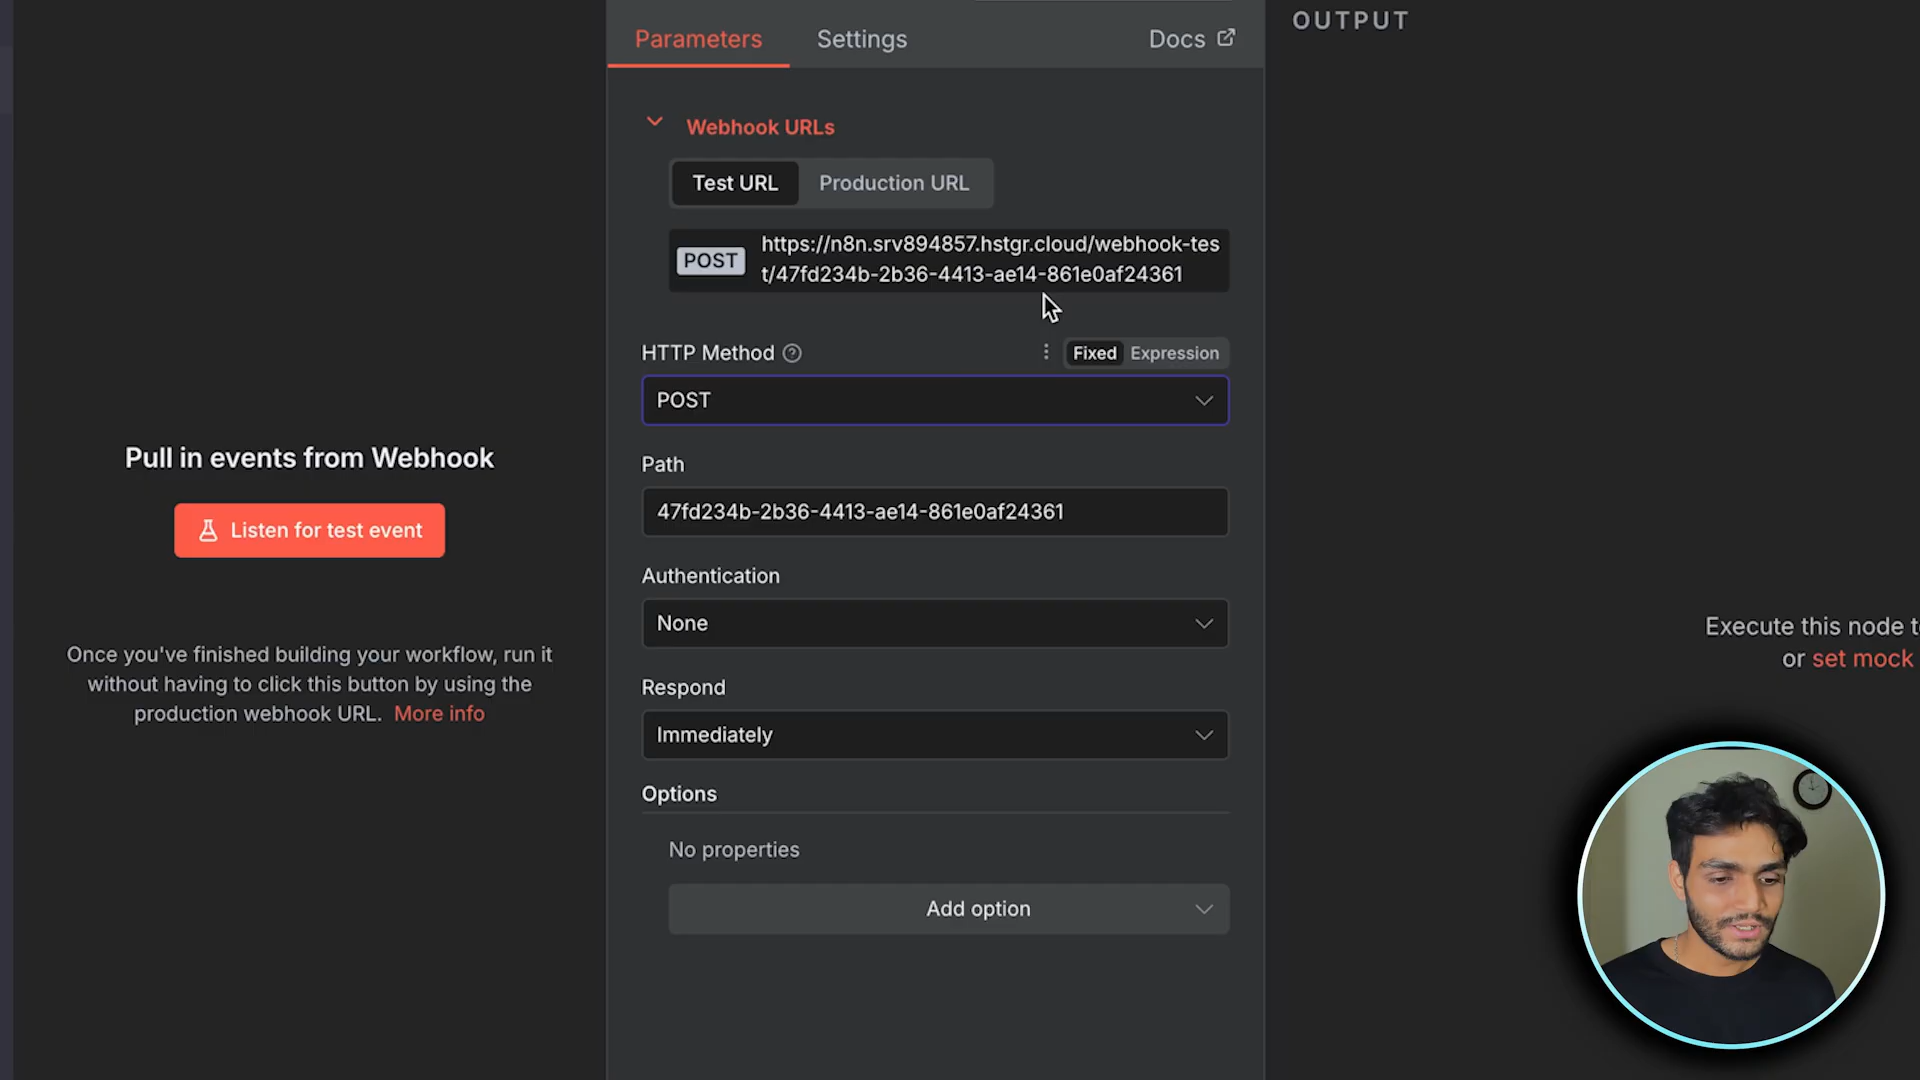 Parameters
Settings
Docs
OUTPUT
Webhook URLs
Test URL
Production URL
POST
https://n8n.srv894857.hstgr.cloud/webhook-tes
t/47fd234b-2b36-4413-ae14-861e0af24361
HTTP Method
Fixed
Expression
POST
Path
47fd234b-2b36-4413-ae14-861e0af24361
Authentication
None
Respond
Immediately
Options
No properties
Add option
Pull in events from Webhook
Listen for test event
Once you've finished building your workflow, run it
without having to click this button by using the
production webhook URL. More info
Execute this node t
or set mock